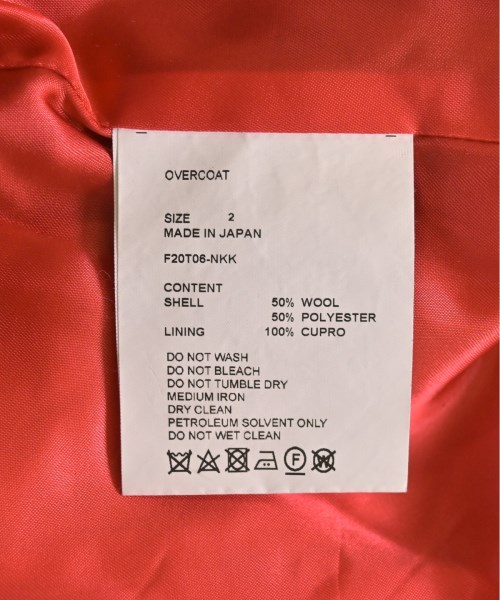 OVERCOAT
SIZE 2
MADE IN JAPAN
F20T06-NKK
CONTENT
SHELL 50% WOOL
50% POLYESTER
LINING 100% CUPRO
DO NOT WASH
DO NOT BLEACH
DO NOT TUMBLE DRY
MEDIUM IRON
DRY CLEAN
PETROLEUM SOLVENT ONLY
DO NOT WET CLEAN
F W